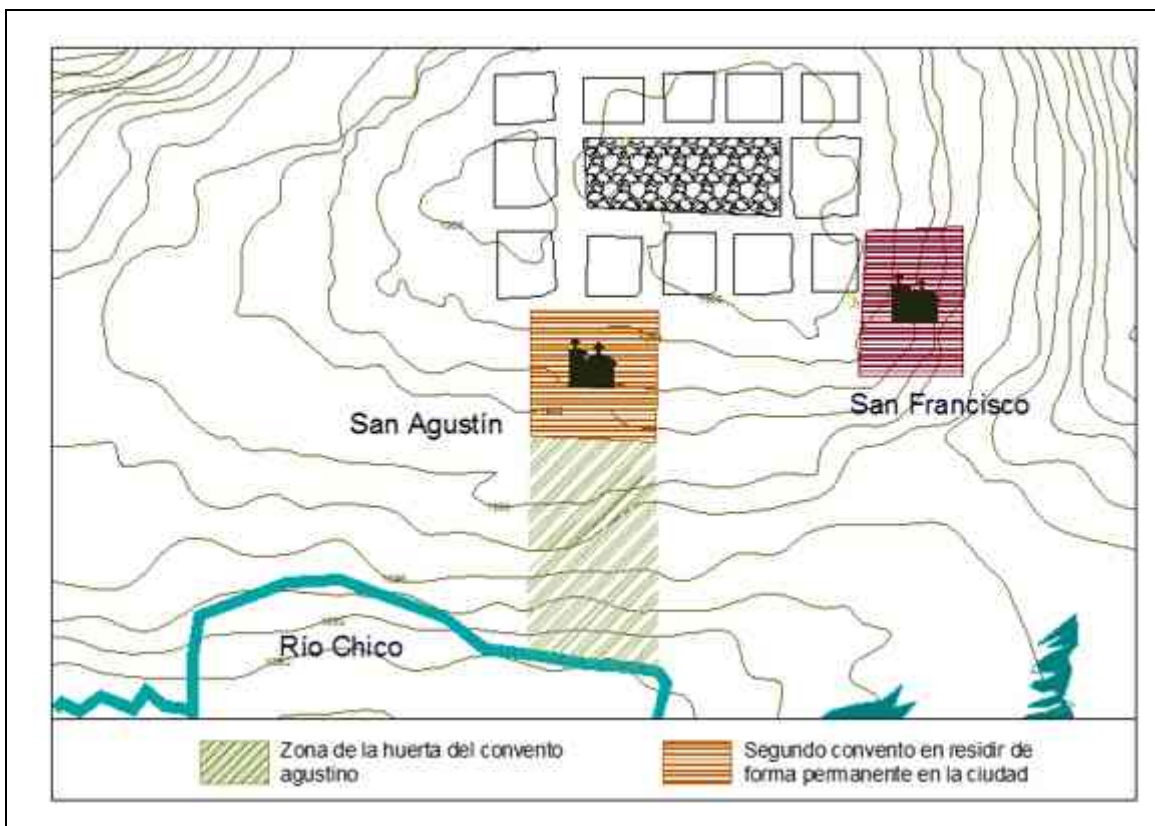 San Agustín
San Francisco
Río Chico
Zona de la huerta del convento
agustino
Segundo convento en residir de
forma permanente en la ciudad